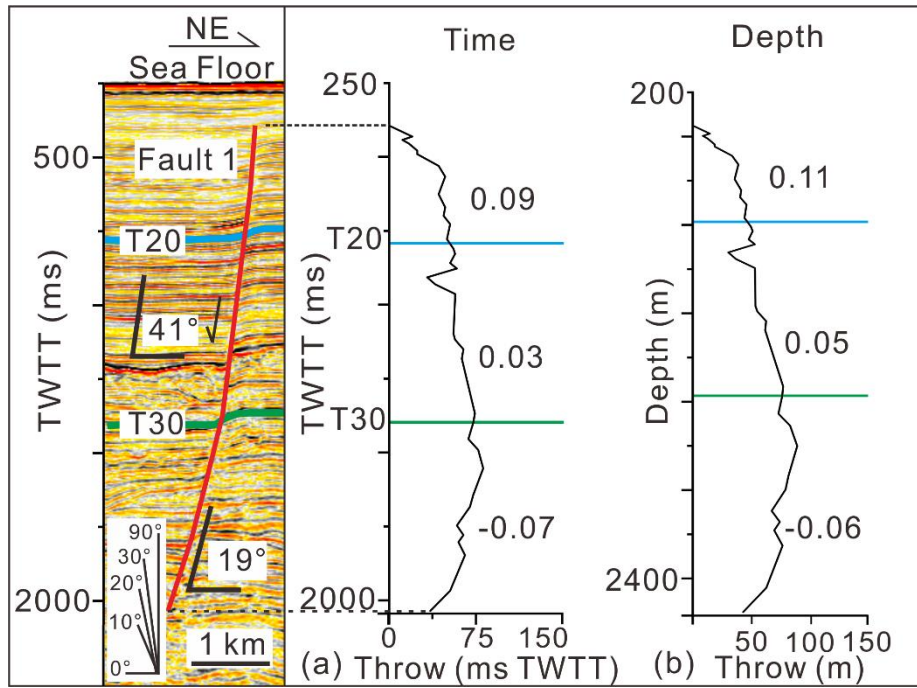 NE
Sea Floor
Fault 1
T20
41°
T30
90°
30°
20°
10°
0°
19°
1 km
500
2000
TWTT (ms)
Time
250
0.09
T20
0.03
T30
-0.07
2000
TWTT (ms)
0
75
150
(a)
Throw (ms TWTT)
Depth
200
0.11
0.05
-0.06
2400
Depth (m)
50
100
150
(b)
Throw (m)